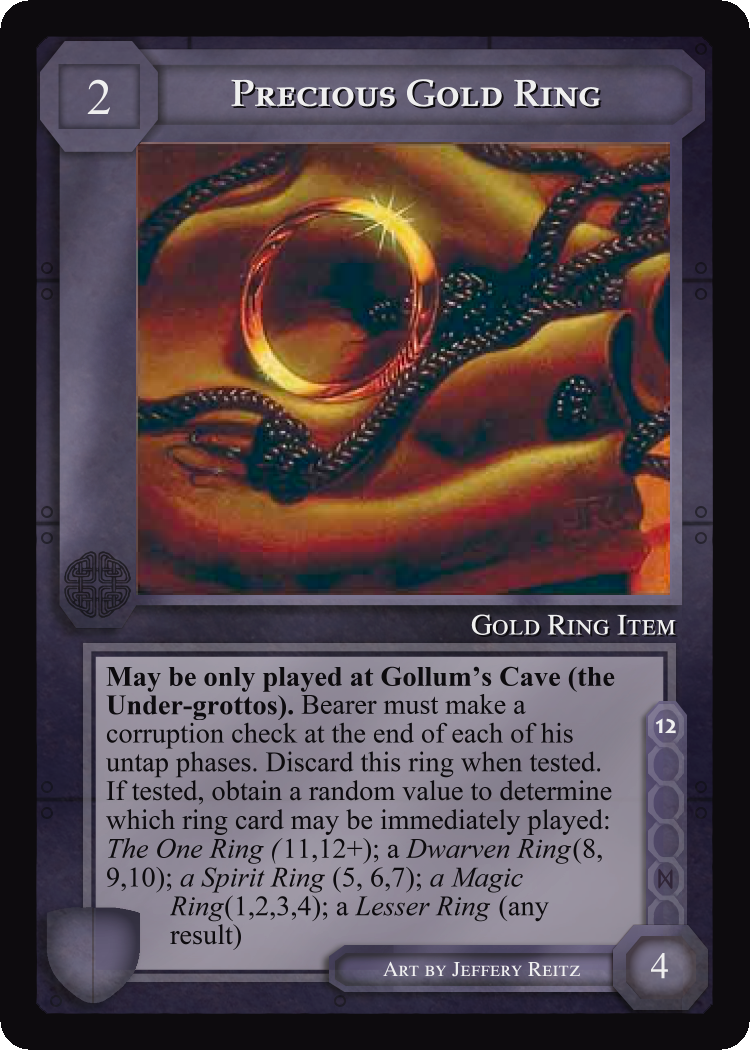 2
PRECIOUS GOLD RING
JR
GOLD RING ITEM
May be only played at Gollum's Cave (the
Under-grottos). Bearer must make a
corruption check at the end of each of his
untap phases. Discard this ring when tested.
If tested, obtain a random value to determine
which ring card may be immediately played:
The One Ring (11,12+); a Dwarven Ring(8,
9,10); a Spirit Ring (5, 6,7); a Magic
Ring(1,2,3,4); a Lesser Ring (any
result)
12
ᛞ
ART BY JEFFERY REITZ
4